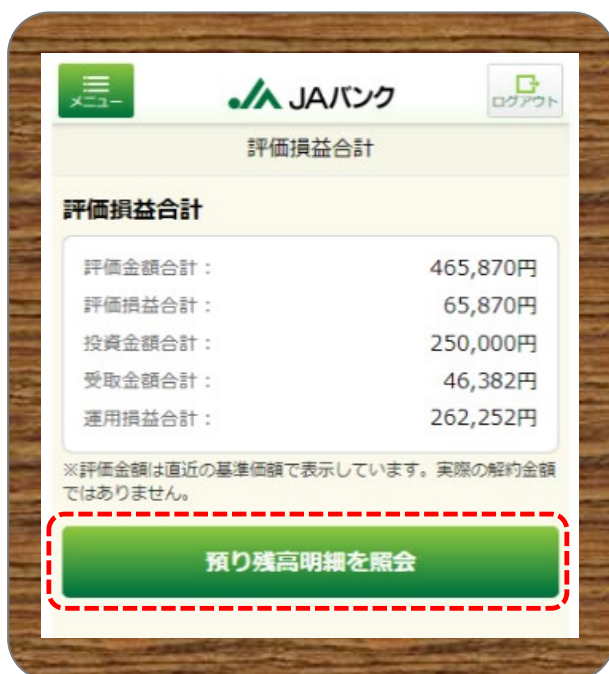 メニュー
JAバンク
ログアウト
評価損益合計
評価損益合計
評価金額合計： 465,870円
評価損益合計： 65,870円
投資金額合計： 250,000円
受取金額合計： 46,382円
運用損益合計： 262,252円
※評価金額は直近の基準価額で表示しています。実際の解約金額
ではありません。
預り残高明細を照会